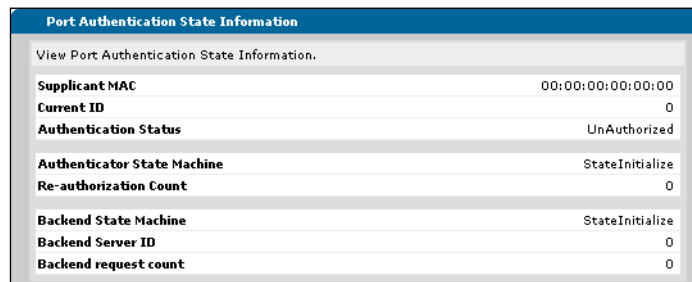 Port Authentication State Information
View Port Authentication State Information.
Supplicant MAC 00:00:00:00:00:00
Current ID 0
Authentication Status UnAuthorized
Authenticator State Machine StateInitialize
Re-authorization Count 0
Backend State Machine StateInitialize
Backend Server ID 0
Backend request count 0